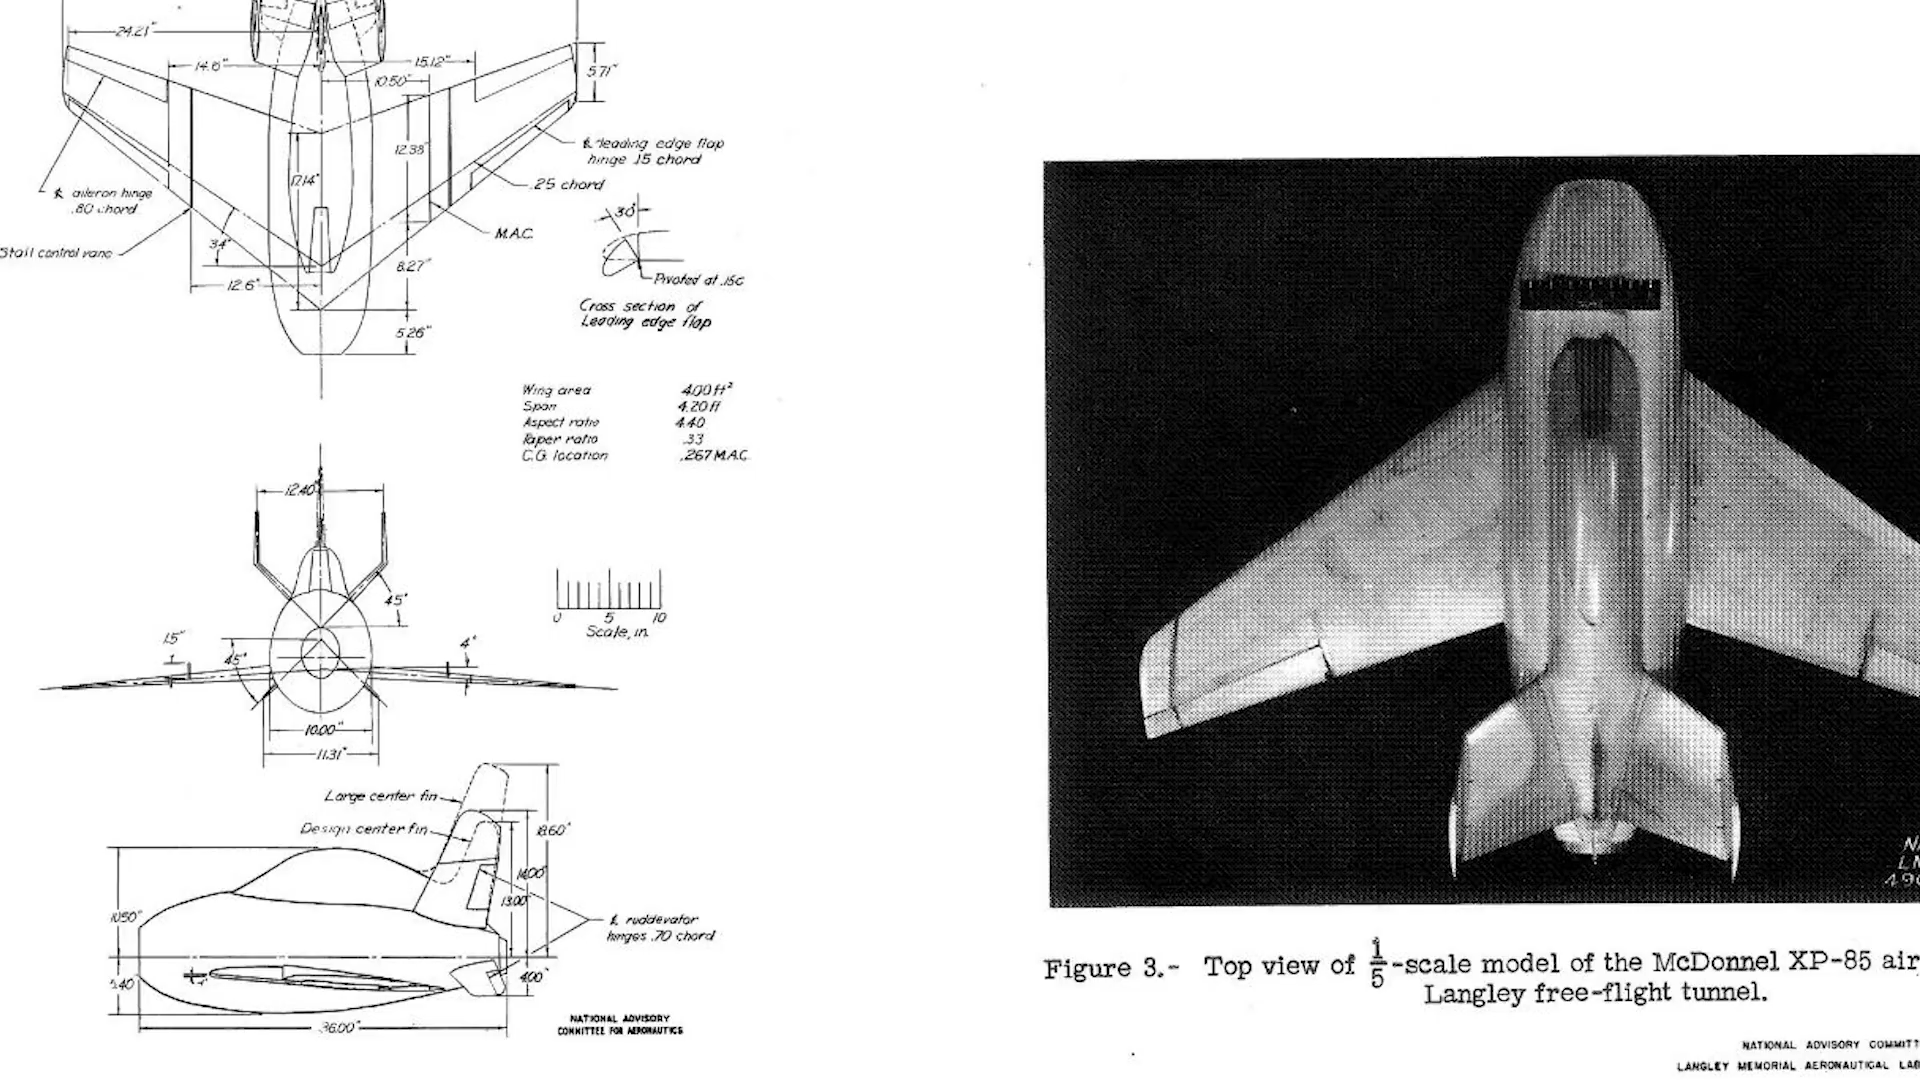 24.21"
14.6"
15.12"
10.50"
5.71"
12.38"
17.14"
℄ leading edge flap
hinge .15 chord
.25 chord
℄ aileron hinge
.80 chord
30°
M.A.C.
34°
Stall control vane
8.27"
12.6"
Pivoted at .15c
Cross section of
Leading edge flap
5.26"
Wing area 4.00 ft²
Span 4.20 ft
Aspect ratio 4.40
Taper ratio .33
C.G. location .267 M.A.C.
12.40"
45°
0 5 10
Scale, in.
1.5"
4°
45°
10.00"
11.31"
Large center fin
Design center fin
18.60"
14.00"
13.00"
10.50"
℄ ruddevator
hinges .70 chord
4.00"
5.40
36.00"
NATIONAL ADVISORY
COMMITTEE FOR AERONAUTICS
Figure 3.- Top view of 1/5-scale model of the McDonnel XP-85 air
Langley free-flight tunnel.
NATIONAL ADVISORY COMMITT
LANGLEY MEMORIAL AERONAUTICAL LAB